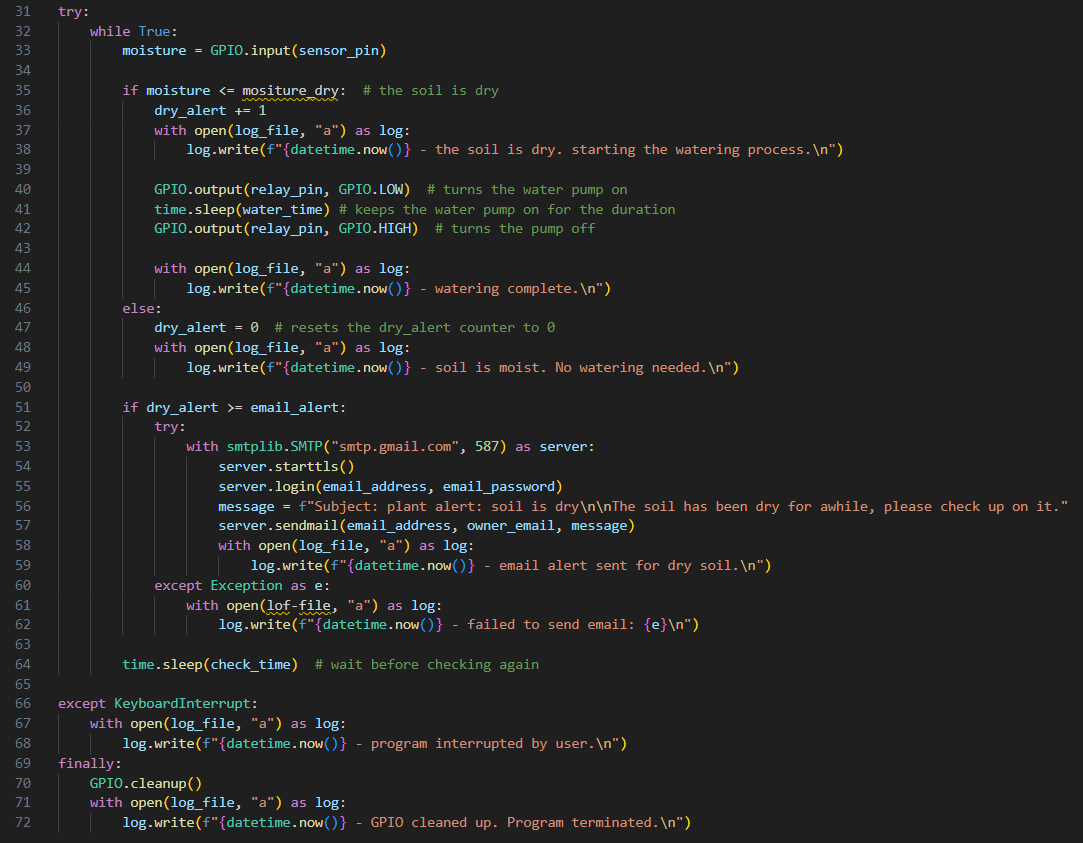 31 try:
32     while True:
33         moisture = GPIO.input(sensor_pin)
34
35         if moisture <= mositure_dry:  # the soil is dry
36             dry_alert += 1
37             with open(log_file, "a") as log:
38                 log.write(f"{datetime.now()} - the soil is dry. starting the watering process.\n")
39
40             GPIO.output(relay_pin, GPIO.LOW)  # turns the water pump on
41             time.sleep(water_time) # keeps the water pump on for the duration
42             GPIO.output(relay_pin, GPIO.HIGH)  # turns the pump off
43
44             with open(log_file, "a") as log:
45                 log.write(f"{datetime.now()} - watering complete.\n")
46         else:
47             dry_alert = 0  # resets the dry_alert counter to 0
48             with open(log_file, "a") as log:
49                 log.write(f"{datetime.now()} - soil is moist. No watering needed.\n")
50
51         if dry_alert >= email_alert:
52             try:
53                 with smtplib.SMTP("smtp.gmail.com", 587) as server:
54                     server.starttls()
55                     server.login(email_address, email_password)
56                     message = f"Subject: plant alert: soil is dry\n\nThe soil has been dry for awhile, please check up on it."
57                     server.sendmail(email_address, owner_email, message)
58                     with open(log_file, "a") as log:
59                         log.write(f"{datetime.now()} - email alert sent for dry soil.\n")
60             except Exception as e:
61                 with open(lof-file, "a") as log:
62                     log.write(f"{datetime.now()} - failed to send email: {e}\n")
63
64         time.sleep(check_time)  # wait before checking again
65
66 except KeyboardInterrupt:
67     with open(log_file, "a") as log:
68         log.write(f"{datetime.now()} - program interrupted by user.\n")
69 finally:
70     GPIO.cleanup()
71     with open(log_file, "a") as log:
72         log.write(f"{datetime.now()} - GPIO cleaned up. Program terminated.\n")